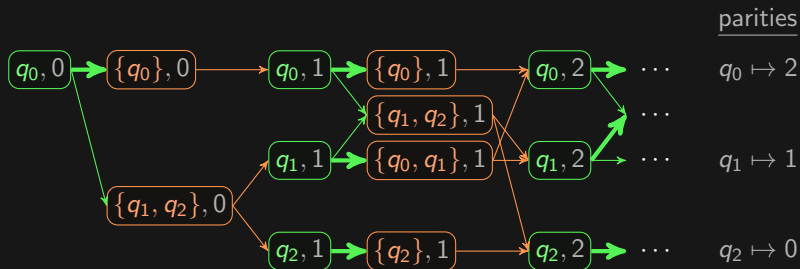 parities
q₀, 0 {q₀}, 0 q₀, 1 {q₀}, 1 q₀, 2 ⋯ q₀ ↦ 2
{q₁, q₂}, 1 ⋯
q₁, 1 {q₀, q₁}, 1 q₁, 2 ⋯ q₁ ↦ 1
{q₁, q₂}, 0
q₂, 1 {q₂}, 1 q₂, 2 ⋯ q₂ ↦ 0